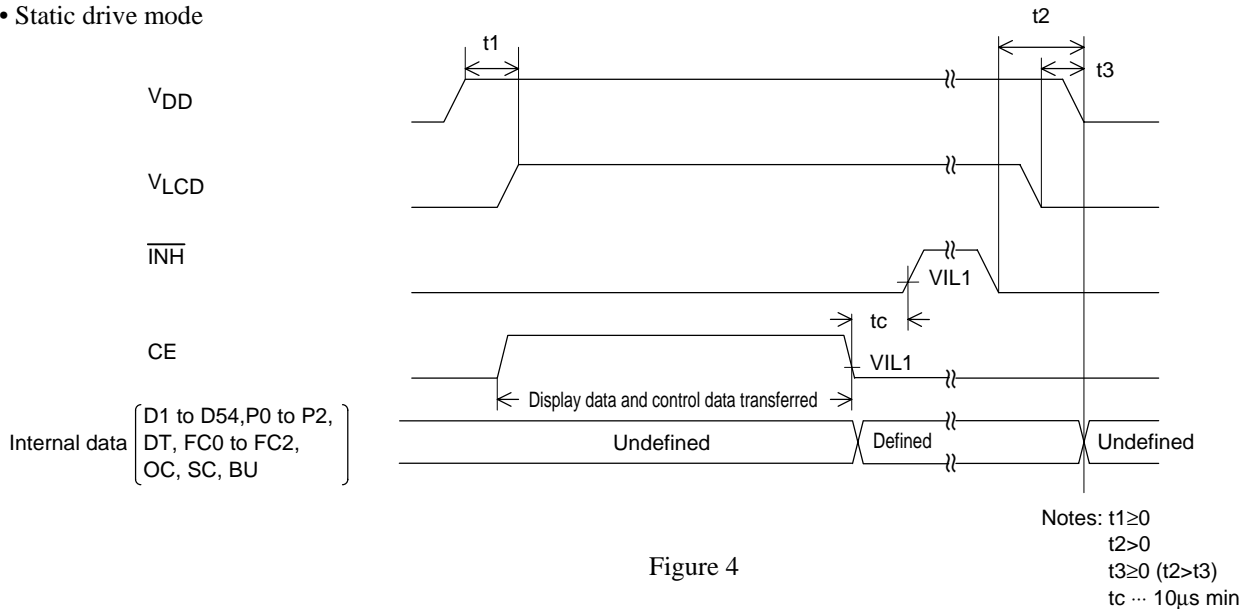 • Static drive mode
t2
t1
t3
VDD
VLCD
INH
VIL1
tc
CE
VIL1
Display data and control data transferred
Internal data
D1 to D54,P0 to P2,
DT, FC0 to FC2,
OC, SC, BU
Undefined
Defined
Undefined
Notes: t1≥0
t2>0
t3≥0 (t2>t3)
tc ··· 10μs min
Figure 4